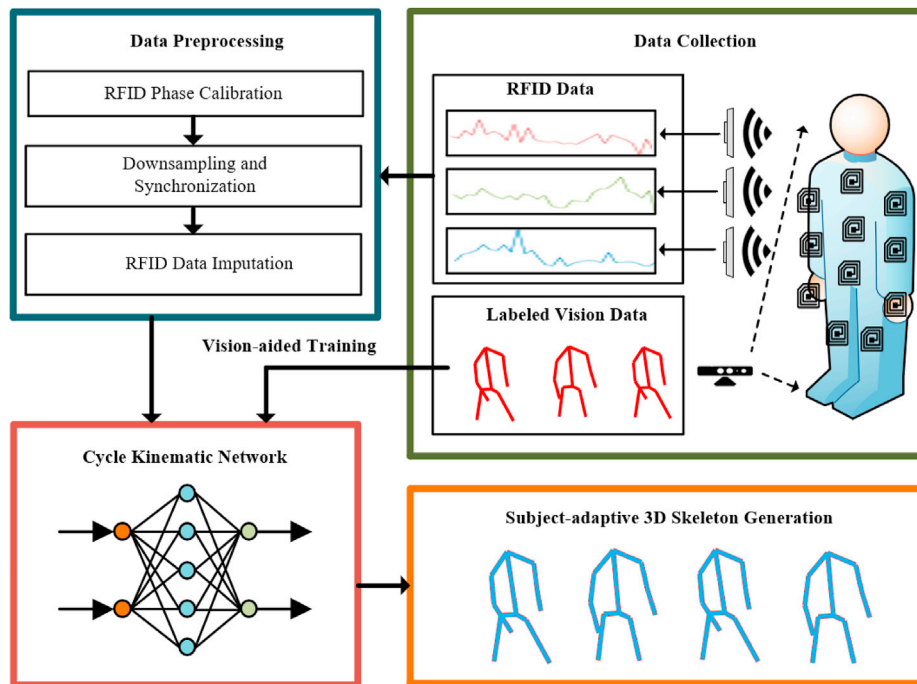 Data Preprocessing
RFID Phase Calibration
Downsampling and
Synchronization
RFID Data Imputation
Data Collection
RFID Data
Labeled Vision Data
Vision-aided Training
Cycle Kinematic Network
Subject-adaptive 3D Skeleton Generation